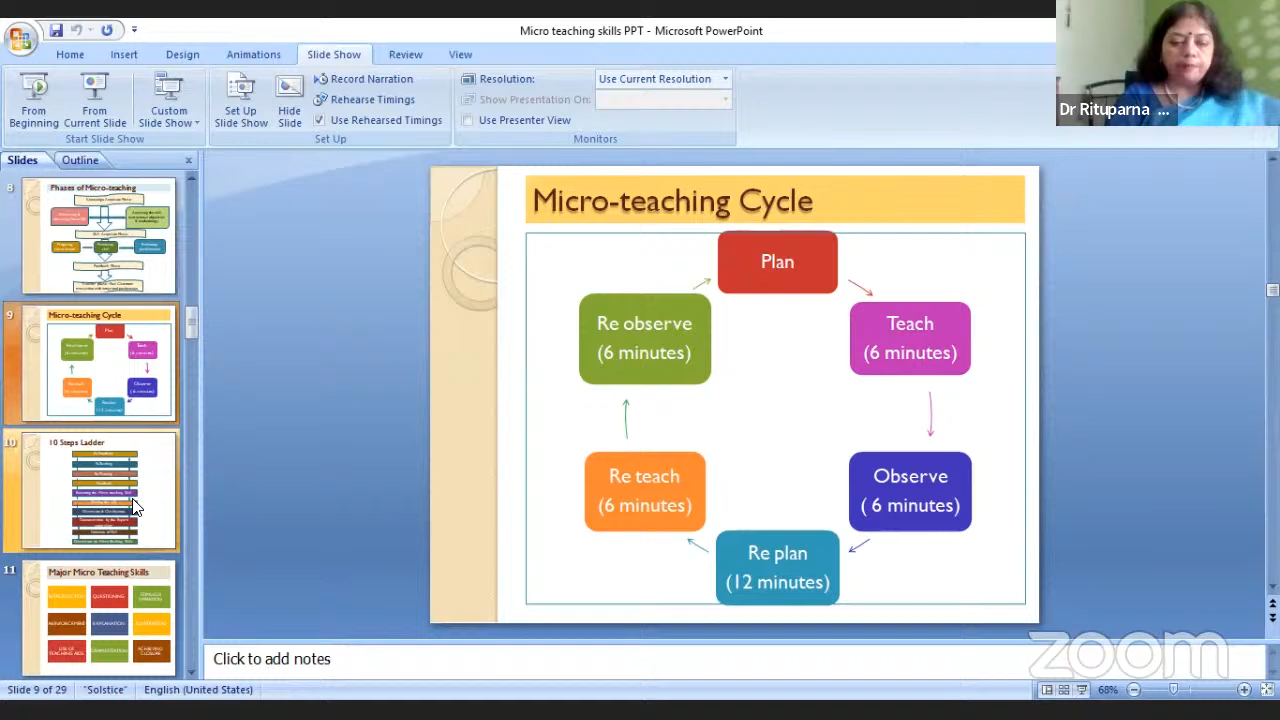 Micro teaching skills PPT - Microsoft PowerPoint
Home Insert Design Animations Slide Show Review View
From Beginning
From Current Slide
Custom Slide Show
Start Slide Show
Set Up Slide Show
Hide Slide
Record Narration
Rehearse Timings
Use Rehearsed Timings
Set Up
Resolution: Use Current Resolution
Show Presentation On:
Use Presenter View
Monitors
Dr Rituparna ...
Slides Outline
8
Phases of Micro-teaching
9
Micro-teaching Cycle
Plan
10
10 Steps Ladder
11
Major Micro Teaching Skills
QUESTIONING
EXPLANATION
Micro-teaching Cycle
Plan
Teach
(6 minutes)
Observe
( 6 minutes)
Re plan
(12 minutes)
Re teach
(6 minutes)
Re observe
(6 minutes)
Click to add notes
zoom
Slide 9 of 29 "Solstice" English (United States) 68%